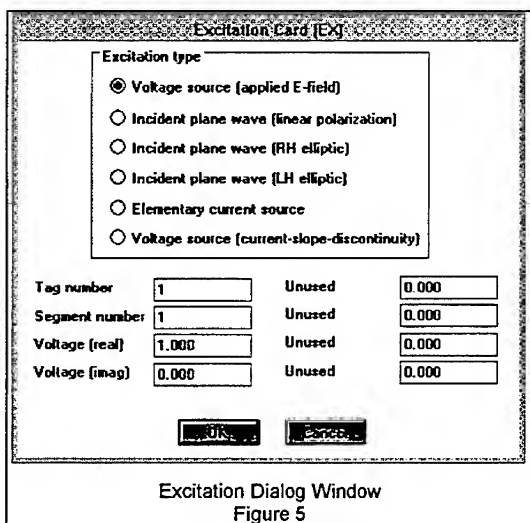 Excitation Card (EX)
Excitation type
Voltage source (applied E-field)
Incident plane wave (linear polarization)
Incident plane wave (RH elliptic)
Incident plane wave (LH elliptic)
Elementary current source
Voltage source (current-slope-discontinuity)
Tag number 1 Unused 0.000
Segment number 1 Unused 0.000
Voltage (real) 1.000 Unused 0.000
Voltage (imag) 0.000 Unused 0.000
OK Cancel
Excitation Dialog Window
Figure 5